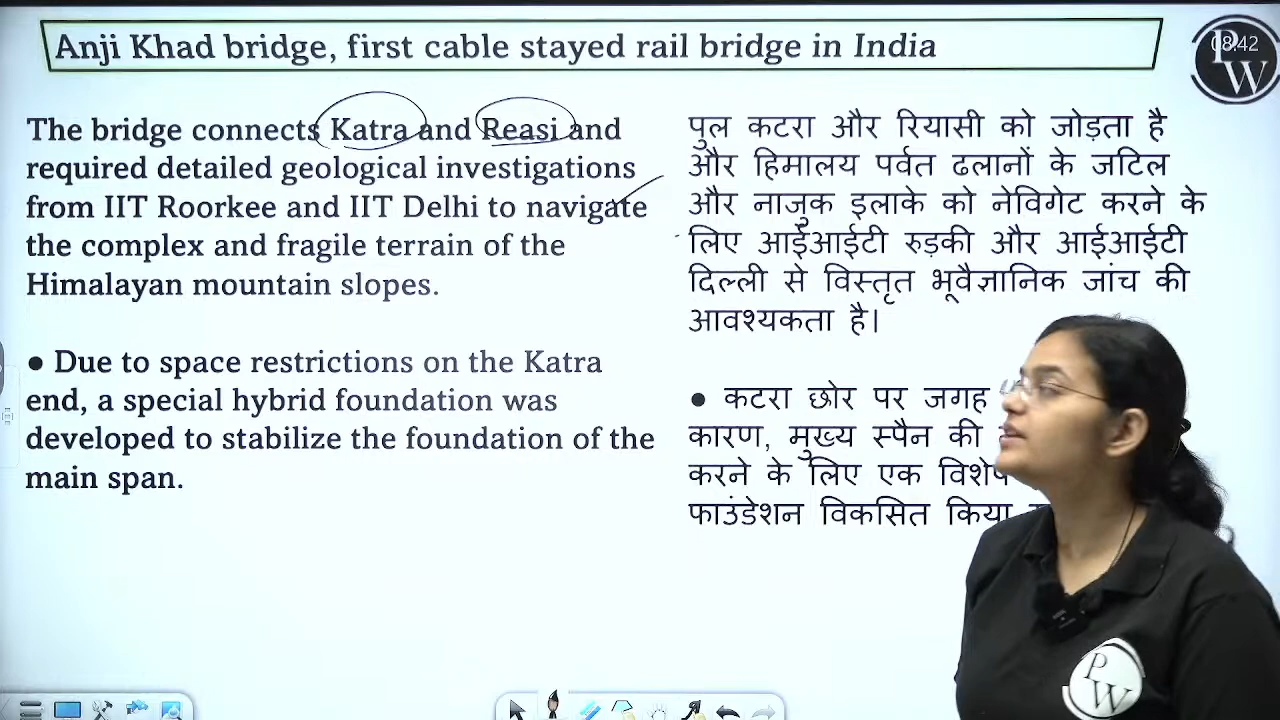 Anji Khad bridge, first cable stayed rail bridge in India
08:42
PW
The bridge connects Katra and Reasi and
required detailed geological investigations
from IIT Roorkee and IIT Delhi to navigate
the complex and fragile terrain of the
Himalayan mountain slopes.
● Due to space restrictions on the Katra
end, a special hybrid foundation was
developed to stabilize the foundation of the
main span.
पुल कटरा और रियासी को जोड़ता है
और हिमालय पर्वत ढलानों के जटिल
और नाजुक इलाके को नेविगेट करने के
लिए आईआईटी रुड़की और आईआईटी
दिल्ली से विस्तृत भूवैज्ञानिक जांच की
आवश्यकता है।
● कटरा छोर पर जगह
कारण, मुख्य स्पैन की
करने के लिए एक
फाउंडेशन विकसित किया
PW